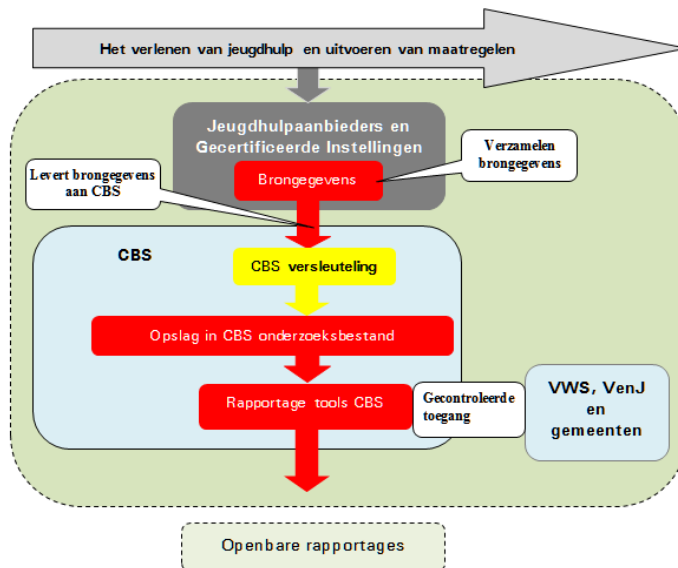 Het verlenen van jeugdhulp en uitvoeren van maatregelen
Jeugdhulpaanbieders en
Gecertificeerde Instellingen
Verzamelen
brongegevens
Levert brongegevens
aan CBS
Brongegevens
CBS
CBS versleuteling
Opslag in CBS onderzoeksbestand
Rapportage tools CBS
Gecontroleerde
toegang
VWS, VenJ
en
gemeenten
Openbare rapportages